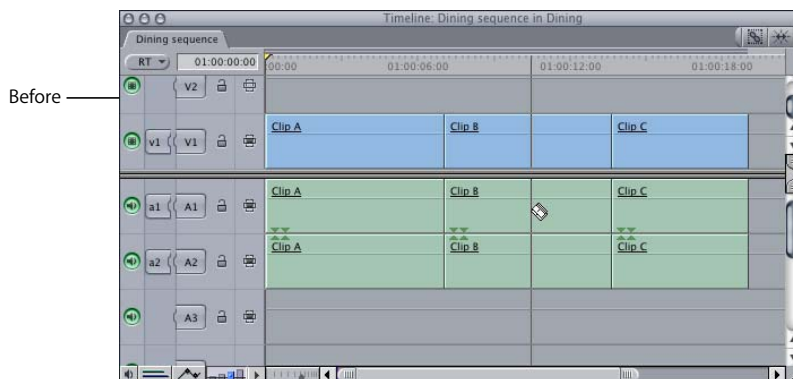 Timeline: Dining sequence in Dining
Dining sequence
RT 01:00:00:00 00:00 01:00:06:00 01:00:12:00 01:00:18:00
Before
V2
v1 V1 Clip A Clip B Clip C
a1 A1 Clip A Clip B Clip C
a2 A2 Clip A Clip B Clip C
A3